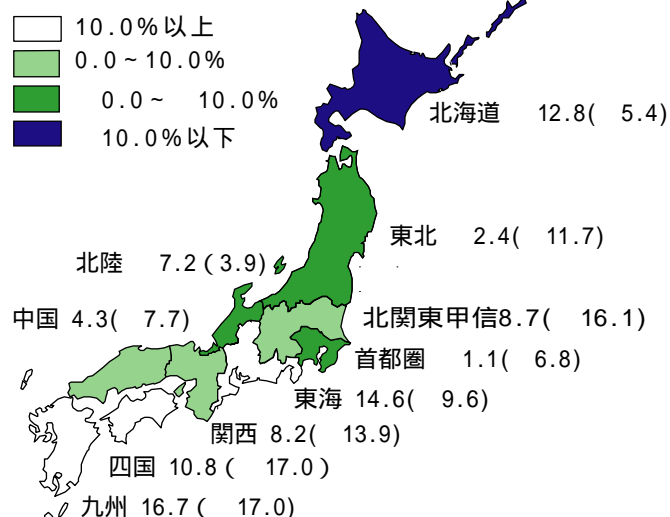 10.0%以上
0.0~10.0%
0.0~ 10.0%
10.0%以下
北海道 12.8( 5.4)
東北 2.4( 11.7)
北陸 7.2(3.9)
中国 4.3( 7.7)
北関東甲信8.7( 16.1)
首都圏 1.1( 6.8)
東海 14.6( 9.6)
関西 8.2( 13.9)
四国 10.8( 17.0)
九州 16.7( 17.0)